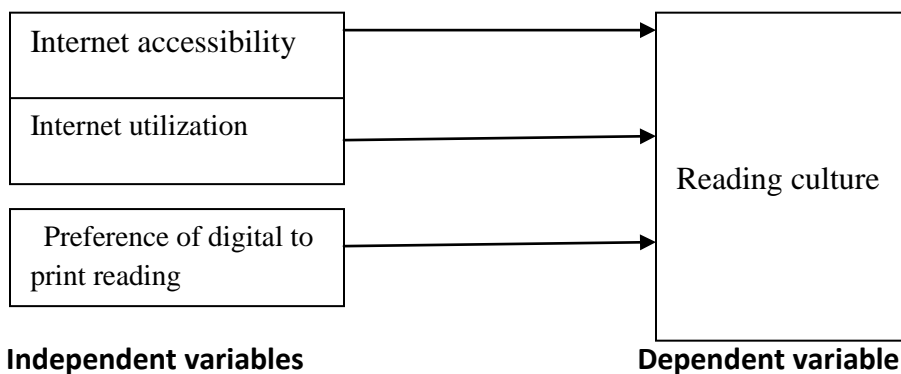 Internet accessibility
Internet utilization
Preference of digital to
print reading
Reading culture
Independent variables
Dependent variable